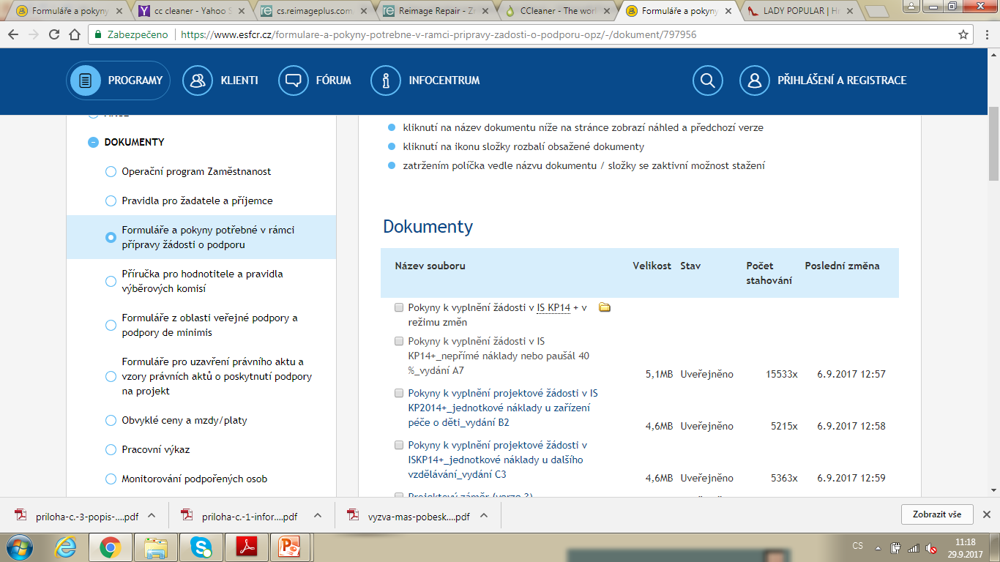 Formuláře a pokyny
cc cleaner - Yahoo S
cs.reimageplus.com
Reimage Repair - Z
CCleaner - The worl
Formuláře a pokyny
LADY POPULAR | H
Zabezpečeno
https://www.esfcr.cz/formulare-a-pokyny-potrebne-v-ramci-pripravy-zadosti-o-podporu-opz/-/dokument/797956
PROGRAMY
KLIENTI
FÓRUM
INFOCENTRUM
PŘIHLÁŠENÍ A REGISTRACE
DOKUMENTY
Operační program Zaměstnanost
Pravidla pro žadatele a příjemce
Formuláře a pokyny potřebné v rámci
přípravy žádosti o podporu
Příručka pro hodnotitele a pravidla
výběrových komisí
Formuláře z oblasti veřejné podpory a
podpory de minimis
Formuláře pro uzavření právního aktu a
vzory právních aktů o poskytnutí podpory
na projekt
Obvyklé ceny a mzdy/platy
Pracovní výkaz
Monitorování podpořených osob
kliknutí na název dokumentu níže na stránce zobrazí náhled a předchozí verze
kliknutí na ikonu složky rozbalí obsažené dokumenty
zatržením políčka vedle názvu dokumentu / složky se zaktivní možnost stažení
Dokumenty
Název souboru Velikost Stav Počet Poslední změna
stahování
Pokyny k vyplnění žádosti v IS KP14 + v
režimu změn
Pokyny k vyplnění žádosti v IS
KP14+_nepřímé náklady nebo paušál 40
%_vydání A7
5,1MB Uveřejněno 15533x 6.9.2017 12:57
Pokyny k vyplnění projektové žádosti v IS
KP2014+_jednotkové náklady u zařízení
péče o děti_vydání B2
4,6MB Uveřejněno 5215x 6.9.2017 12:58
Pokyny k vyplnění projektové žádosti v
ISKP14+_jednotkové náklady u dalšího
vzdělávání_vydání C3
4,6MB Uveřejněno 5363x 6.9.2017 12:59
priloha-c.-3-popis-....pdf
priloha-c.-1-infor....pdf
vyzva-mas-pobesk....pdf
Zobrazit vše
CS
11:18
29.9.2017